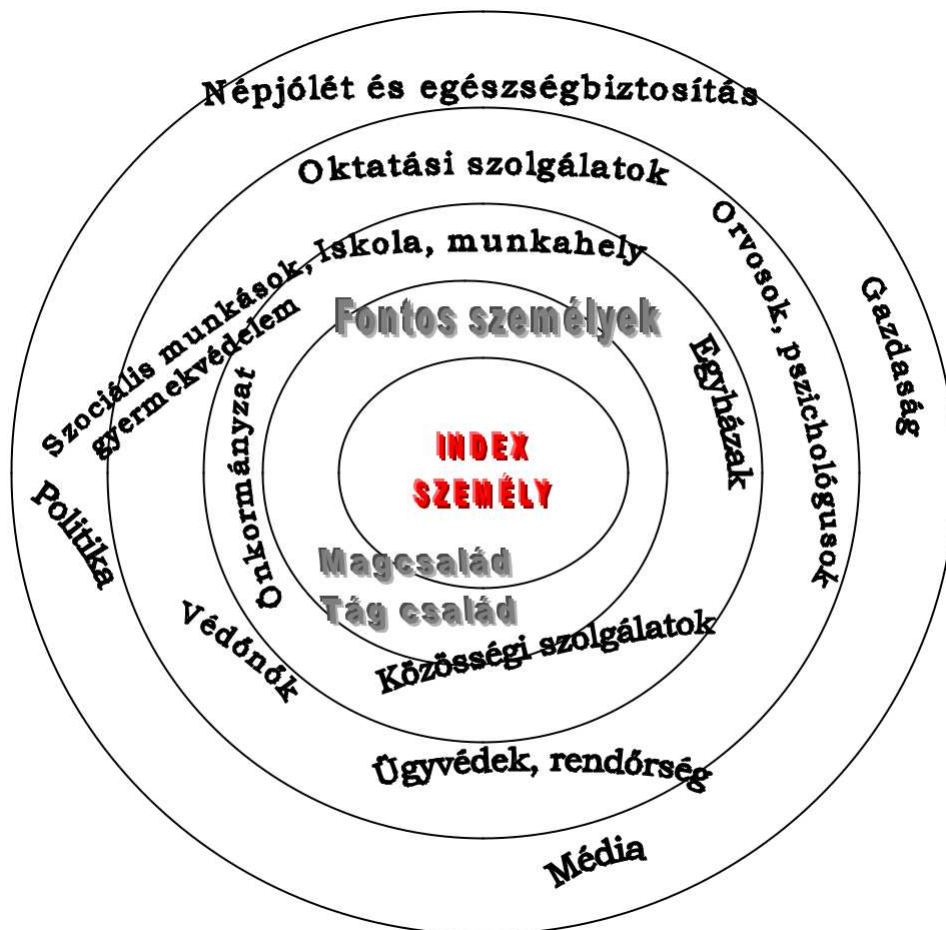 Népjólét és egészségbiztosítás
Oktatási szolgálatok
Iskola, munkahely
Szociális munkások,
gyermekvédelem
Fontos személyek
Orvosok, pszichológusok
Gazdaság
Egyházak
Önkormányzat
INDEX
SZEMÉLY
Politika
Magcsalád
Tág család
Védőnők
Közösségi szolgálatok
Ügyvédek, rendőrség
Média